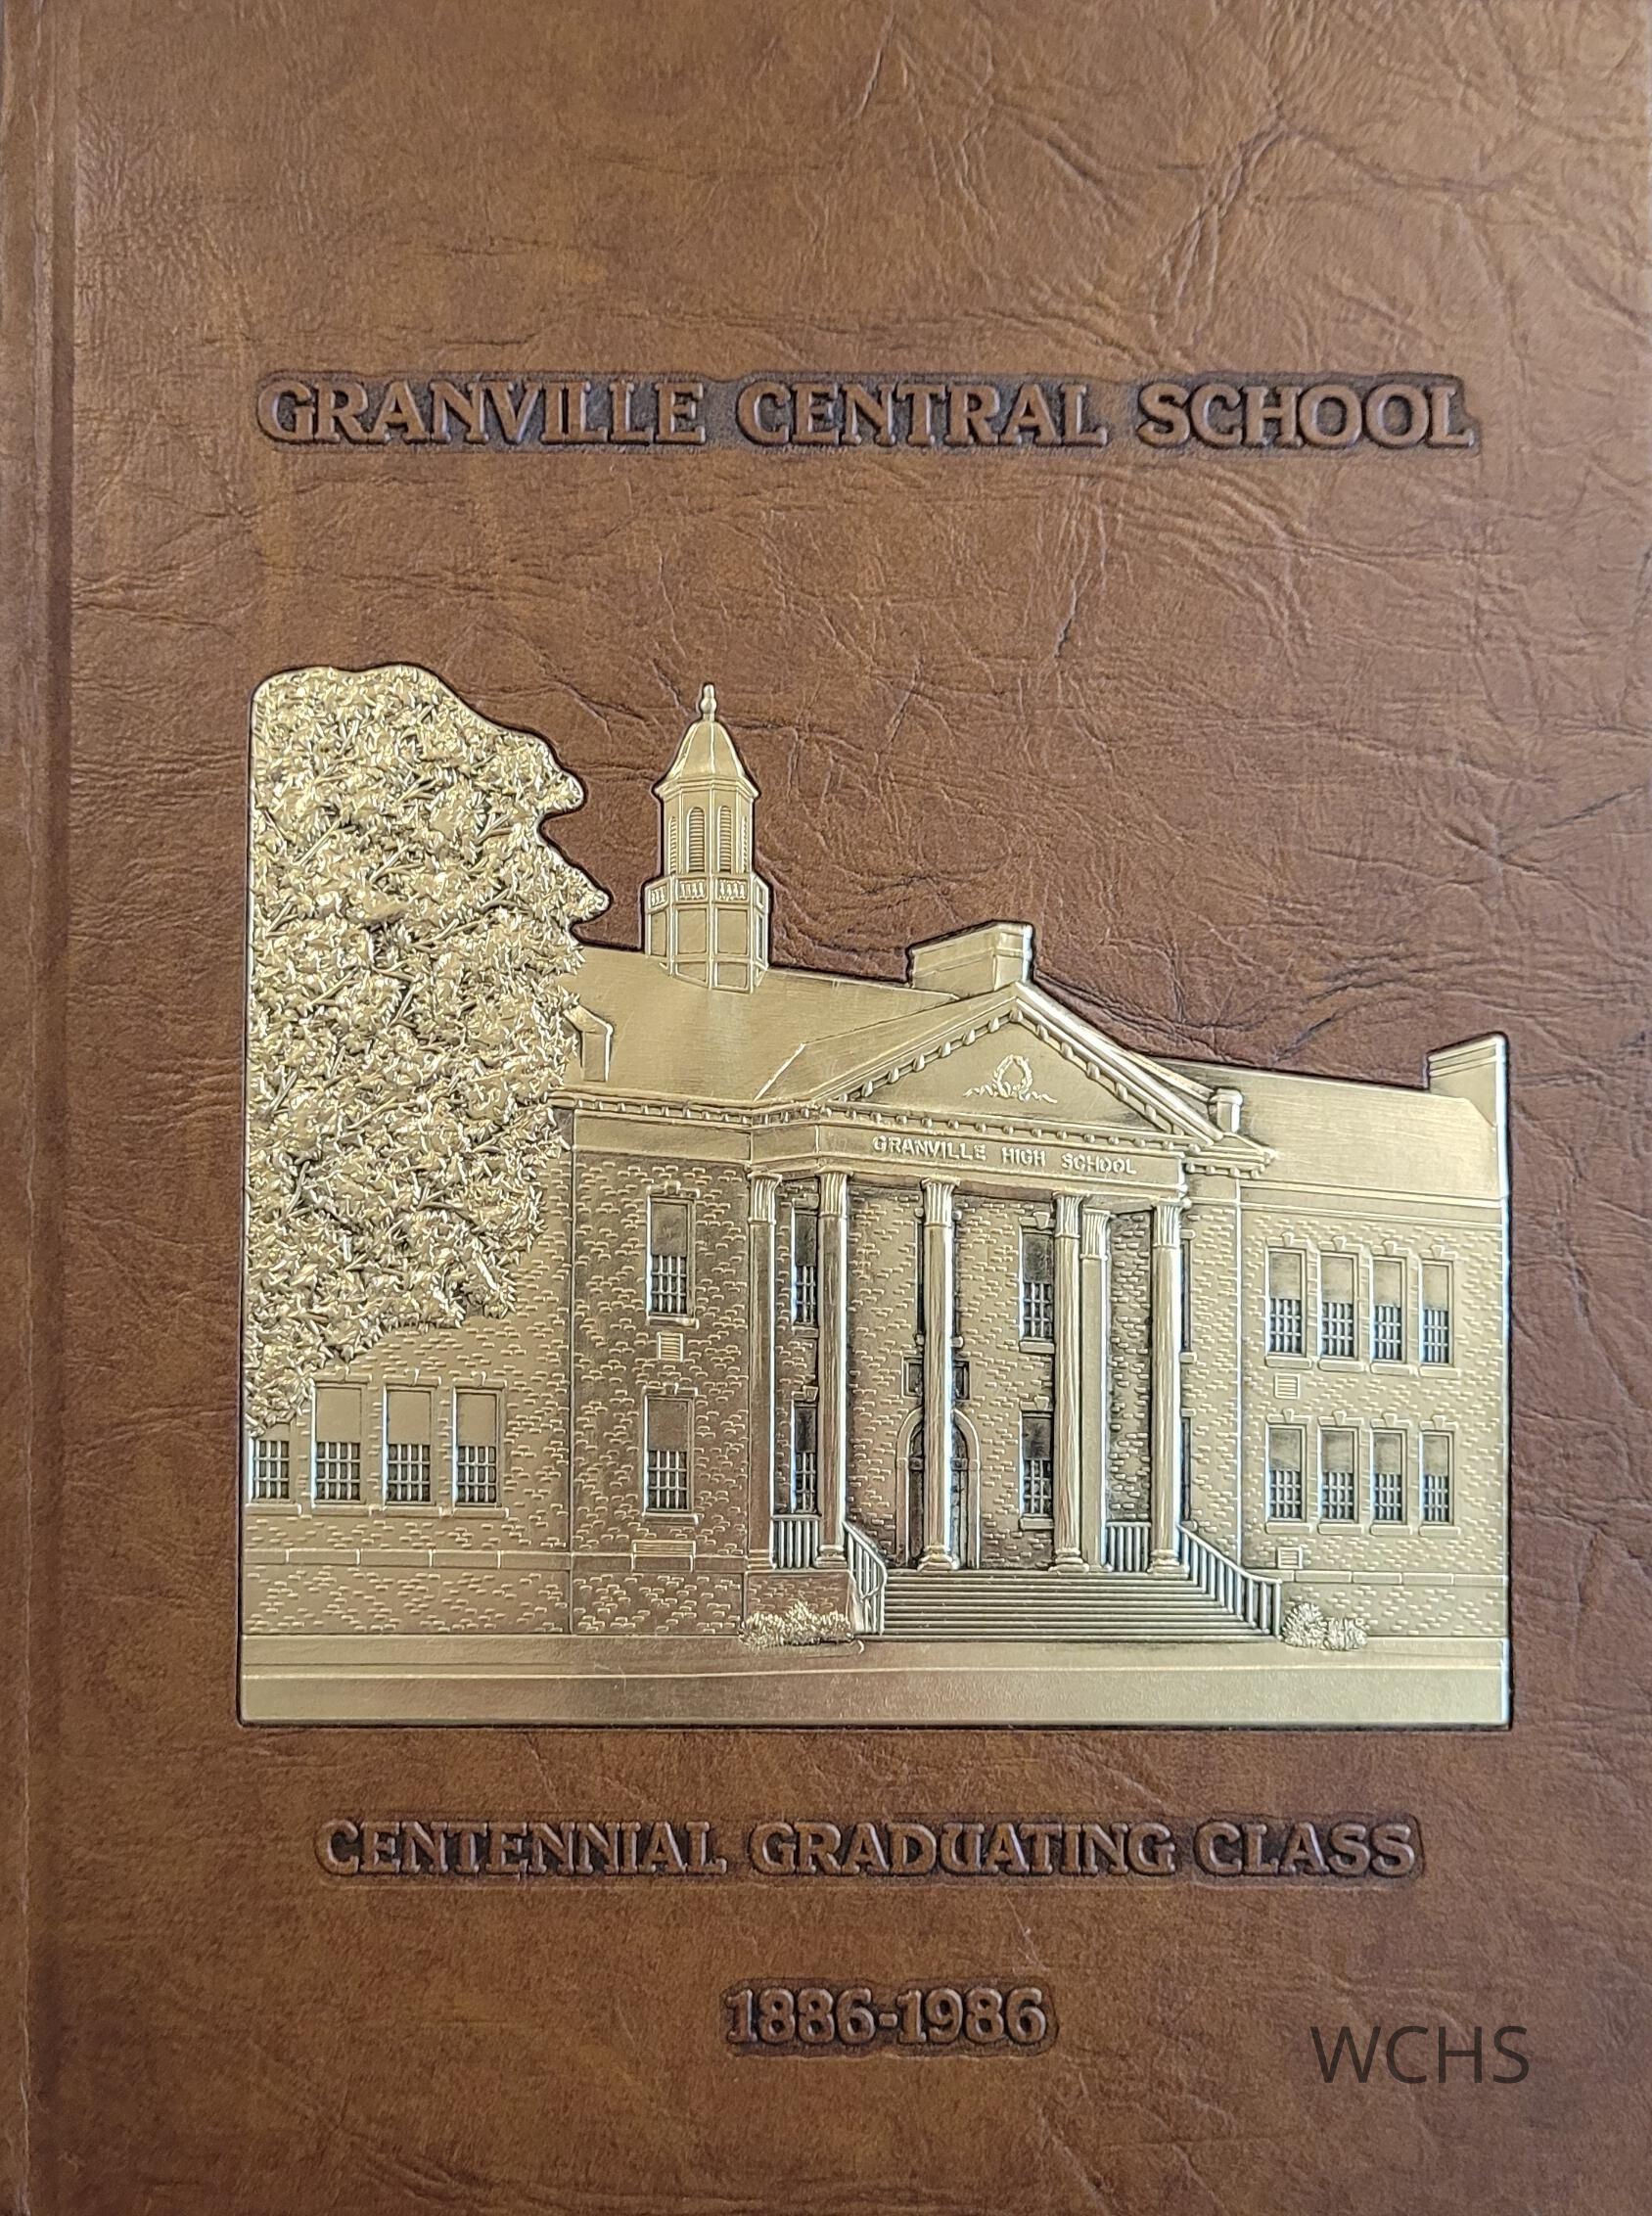 GRANVILLE CENTRAL SCHOOL
GRANVILLE HIGH SCHOOL
CENTENNIAL GRADUATING CLASS
1886-1986
WCHS